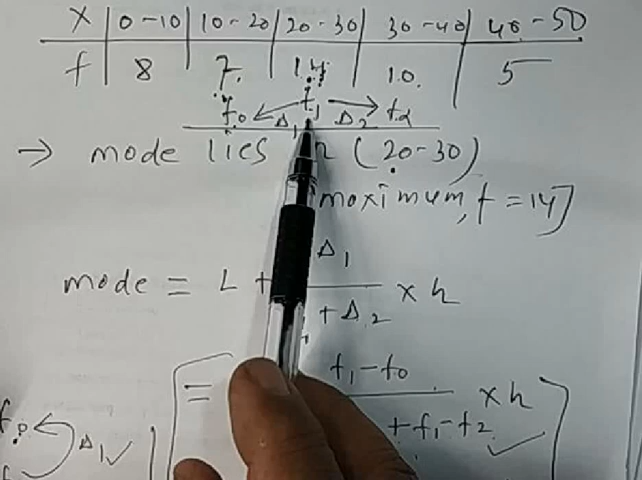 X | 0-10 | 10-20 | 20-30 | 30-40 | 40-50
f | 8 | 7 | 14 | 10 | 5
f₀ ← Δ₁ f₁ Δ₂ → f₂
→ mode lies (20-30)
maximum, f = 14]
mode = L + Δ₁
+ Δ₂ × h
= f₁-f₀
+ f₁-f₂ × h
Δ₁